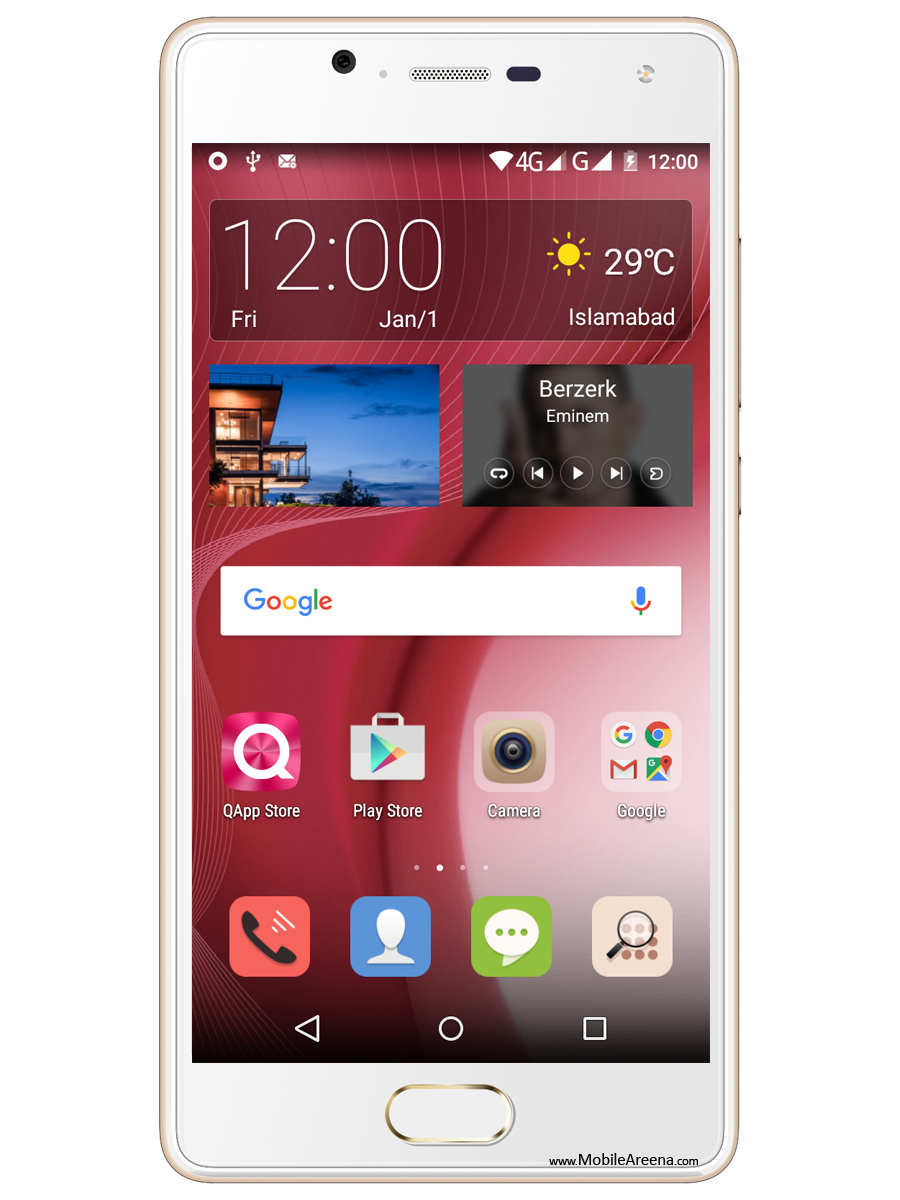 4G G 12:00
12:00
29℃
Fri Jan/1 Islamabad
Berzerk
Eminem
Google
QApp Store Play Store Camera Google
www.MobileAreena.com